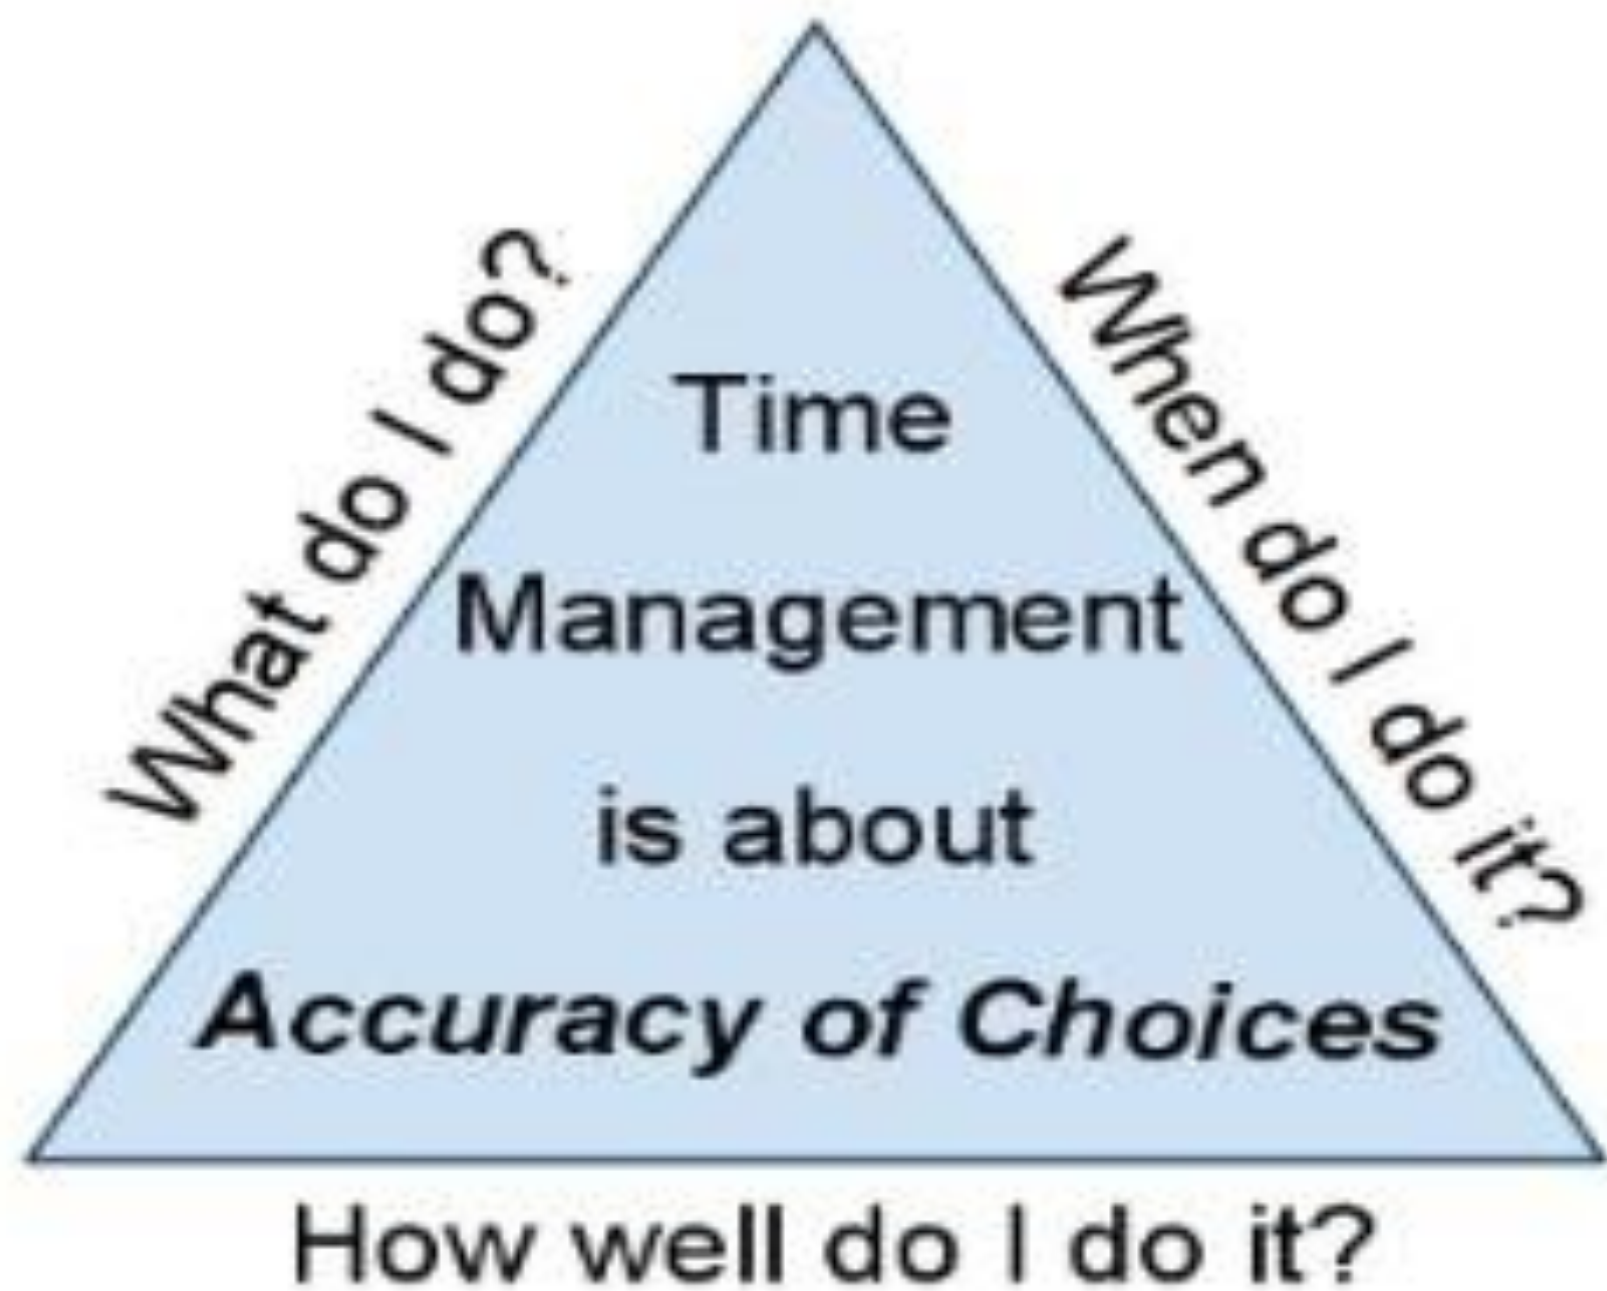 What do I do?
When do I do it?
Time
Management
is about
Accuracy of Choices
How well do I do it?